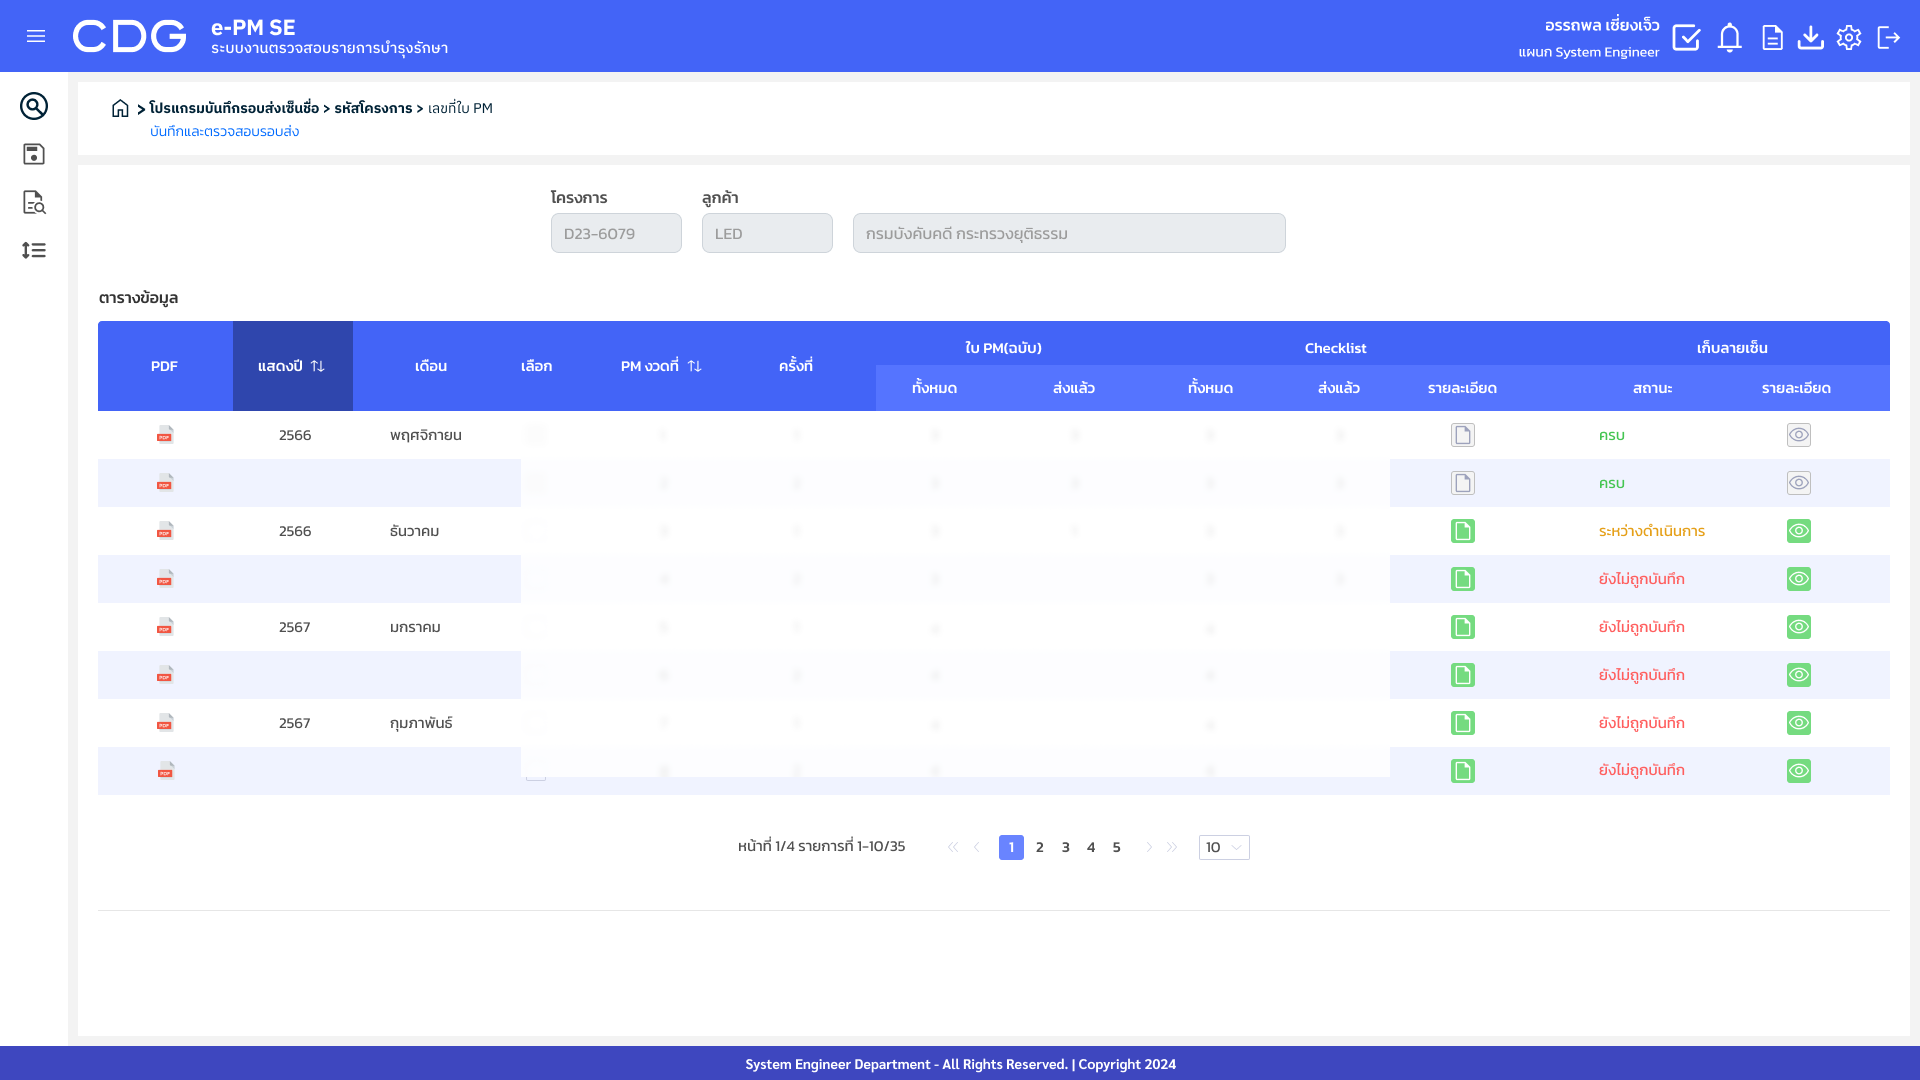 CDG
e-PM SE
ระบบงานตรวจสอบรายการบำรุงรักษา
อรรถพล เซี่ยงเจ็ว
แผนก System Engineer
> โปรแกรมบันทึกรอบส่งเซ็นชื่อ > รหัสโครงการ > เลขที่ใบ PM
บันทึกและตรวจสอบรอบส่ง
โครงการ ลูกค้า
D23-6079 LED กรมบังคับคดี กระทรวงยุติธรรม
ตารางข้อมูล
ใบ PM(ฉบับ) Checklist เก็บลายเซ็น
PDF แสดงปี เดือน เลือก PM งวดที่ ครั้งที่
ทั้งหมด ส่งแล้ว ทั้งหมด ส่งแล้ว รายละเอียด สถานะ รายละเอียด
PDF 2566 พฤศจิกายน ครบ
PDF ครบ
PDF 2566 ธันวาคม ระหว่างดำเนินการ
PDF ยังไม่ถูกบันทึก
PDF 2567 มกราคม ยังไม่ถูกบันทึก
PDF ยังไม่ถูกบันทึก
PDF 2567 กุมภาพันธ์ ยังไม่ถูกบันทึก
PDF ยังไม่ถูกบันทึก
หน้าที่ 1/4 รายการที่ 1-10/35 1 2 3 4 5 10
System Engineer Department - All Rights Reserved. | Copyright 2024